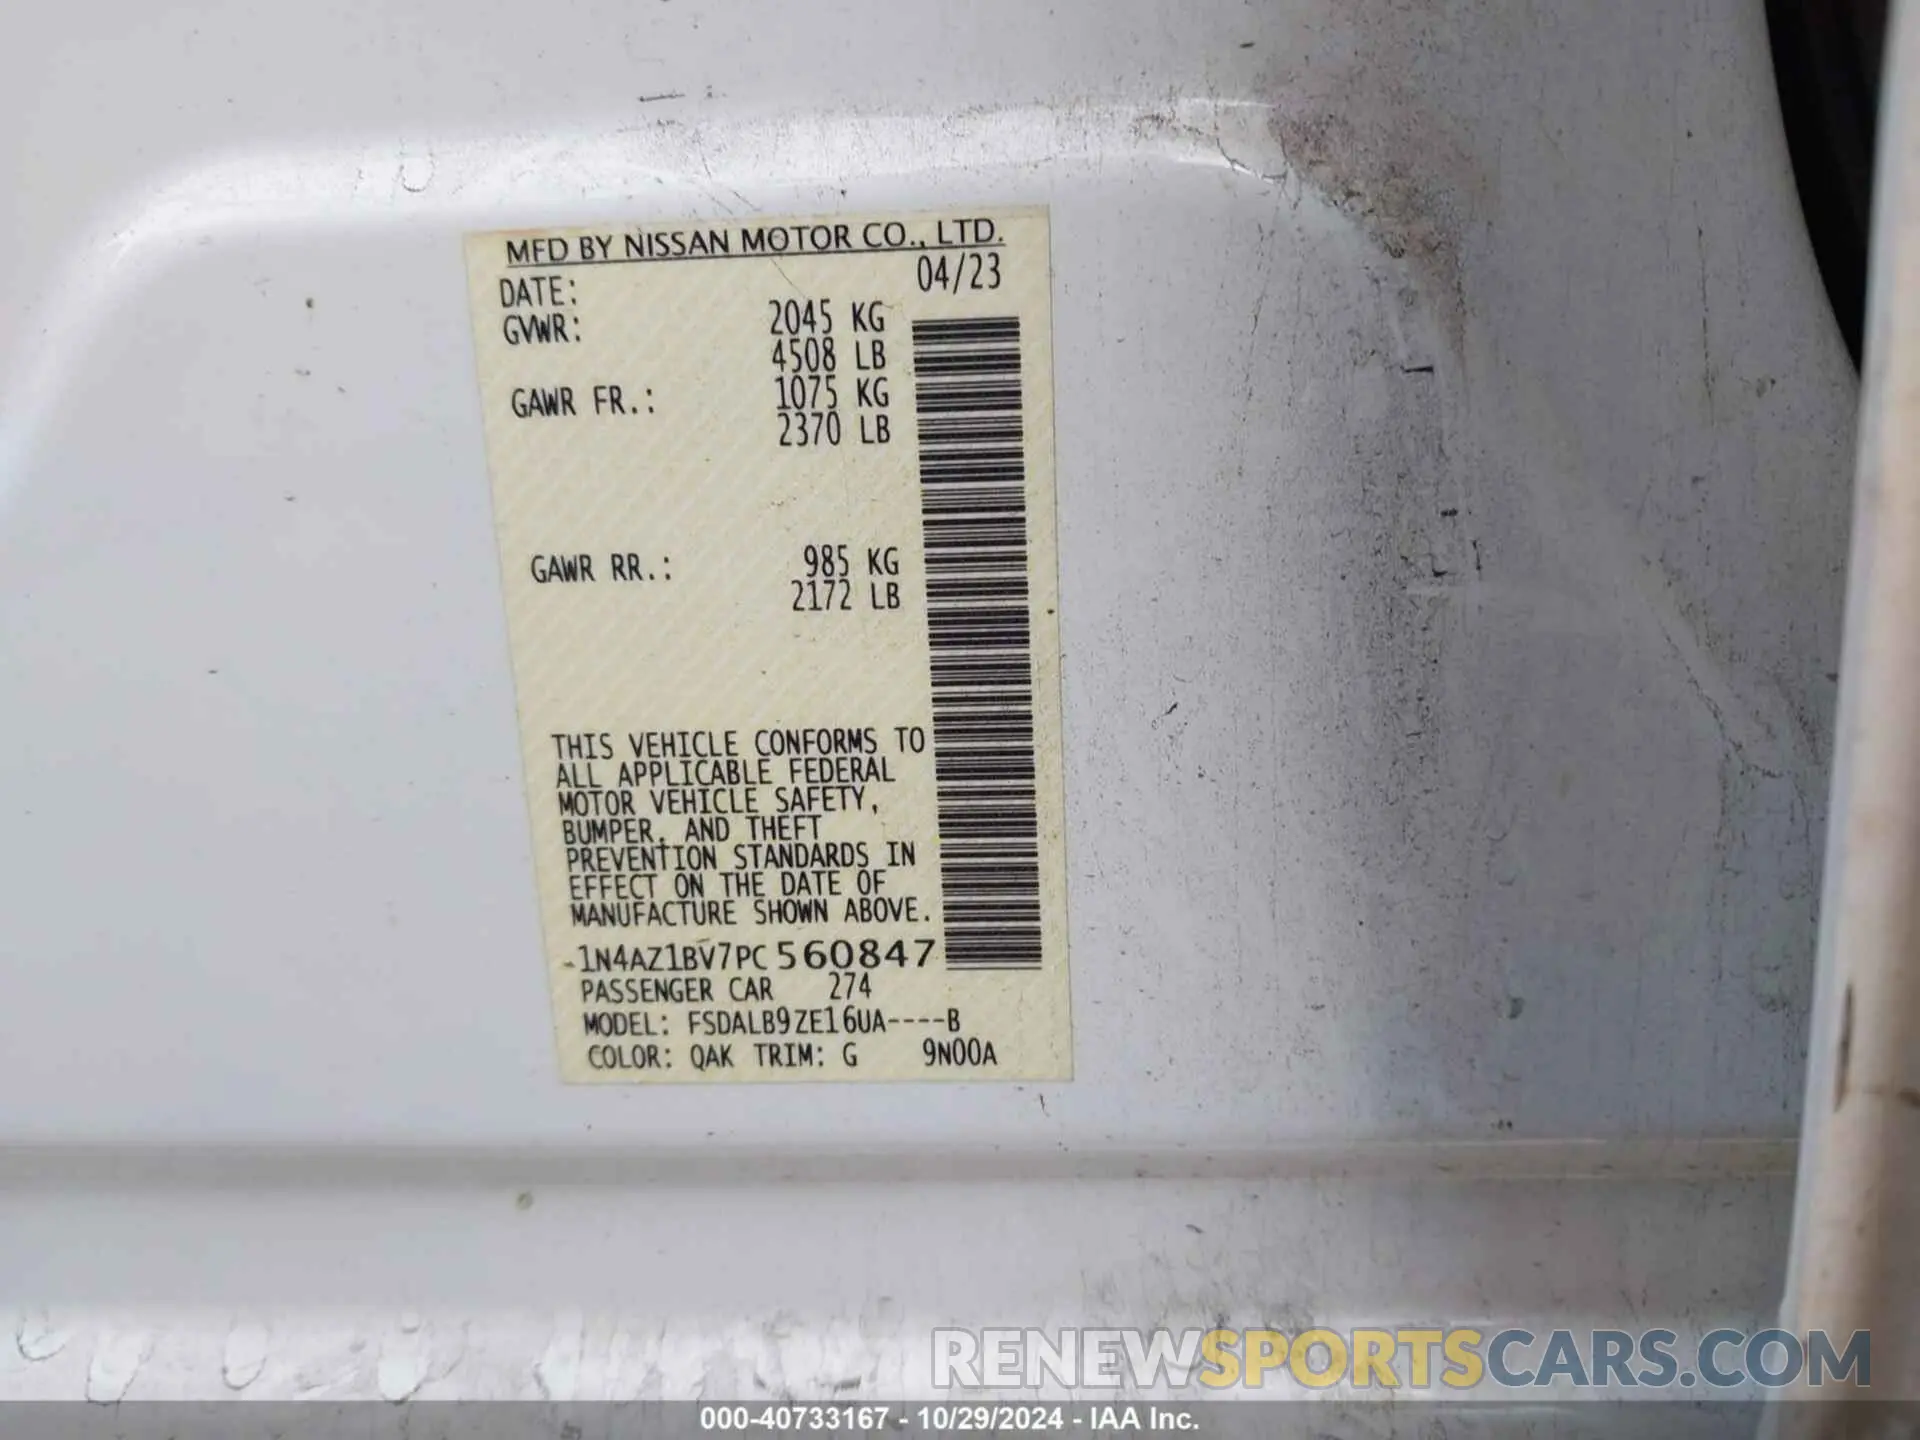 MFD BY NISSAN MOTOR CO., LTD.
DATE: 04/23
GVWR: 2045 KG
4508 LB
GAWR FR.: 1075 KG
2370 LB
GAWR RR.: 985 KG
2172 LB
THIS VEHICLE CONFORMS TO
ALL APPLICABLE FEDERAL
MOTOR VEHICLE SAFETY,
BUMPER, AND THEFT
PREVENTION STANDARDS IN
EFFECT ON THE DATE OF
MANUFACTURE SHOWN ABOVE.
1N4AZ1BV7PC560847
PASSENGER CAR 274
MODEL: FSDALB9ZE16UA----B
COLOR: QAK TRIM: G 9N00A
RENEWSPORTSCARS.COM
000-40733167 - 10/29/2024 - IAA Inc.